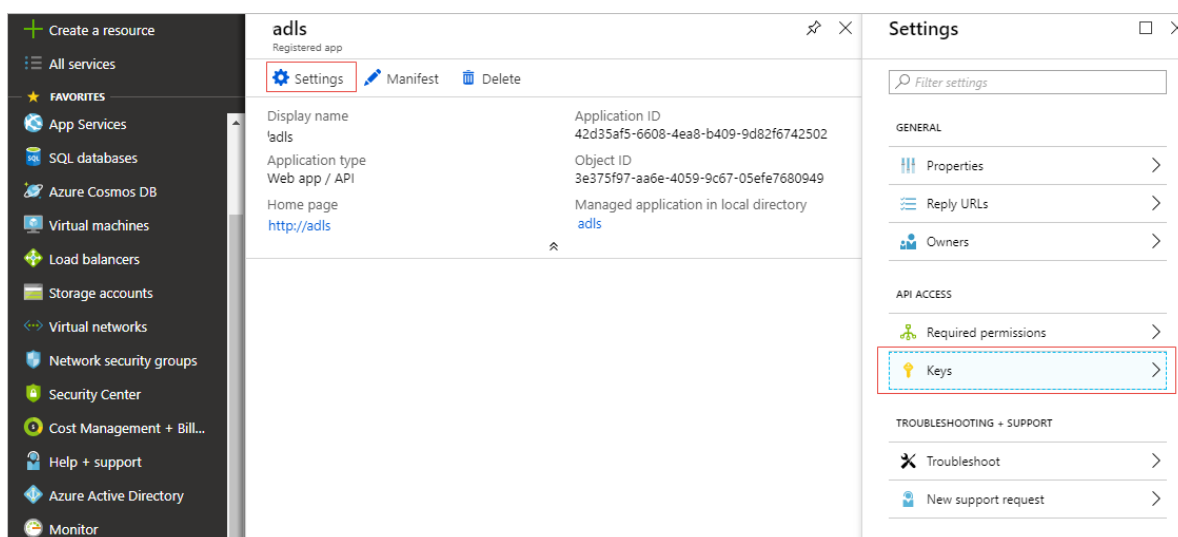 Create a resource
All services
FAVORITES
App Services
SQL databases
Azure Cosmos DB
Virtual machines
Load balancers
Storage accounts
Virtual networks
Network security groups
Security Center
Cost Management + Bill...
Help + support
Azure Active Directory
Monitor
adls
Registered app
Settings
Manifest
Delete
Display name
adls
Application type
Web app / API
Home page
http://adls
Application ID
42d35af5-6608-4ea8-b409-9d82f6742502
Object ID
3e375f97-aa6e-4059-9c67-05efe7680949
Managed application in local directory
adls
Settings
Filter settings
GENERAL
Properties
Reply URLs
Owners
API ACCESS
Required permissions
Keys
TROUBLESHOOTING + SUPPORT
Troubleshoot
New support request